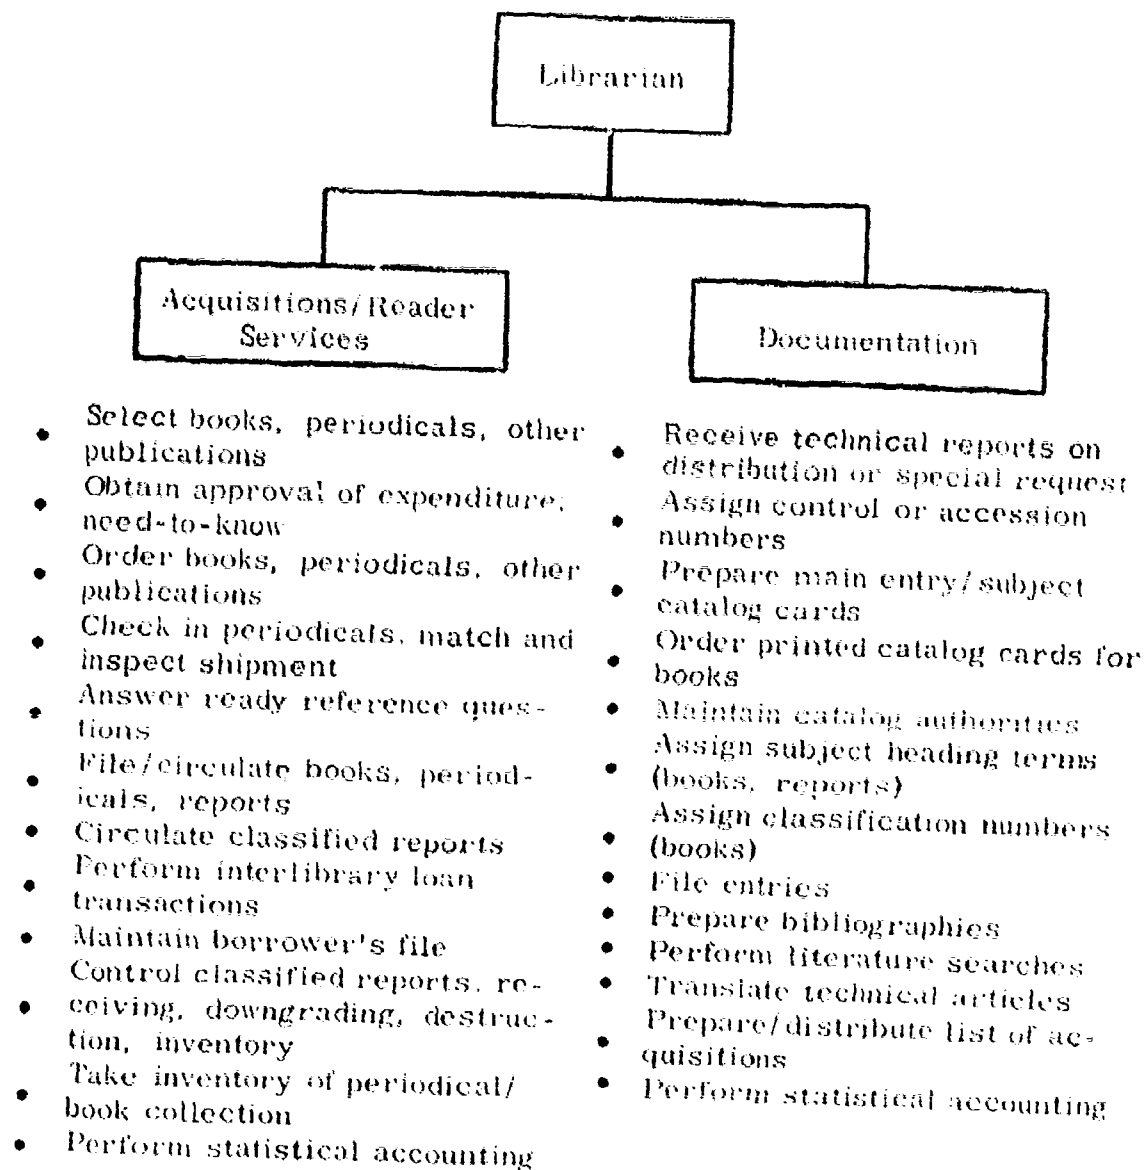 Librarian
Acquisitions/Reader
Services
Documentation
• Select books, periodicals, other
publications
• Obtain approval of expenditure,
need-to-know
• Order books, periodicals, other
publications
• Check in periodicals, match and
inspect shipment
• Answer ready reference ques-
tions
• File/circulate books, period-
icals, reports
• Circulate classified reports
• Perform interlibrary loan
transactions
• Maintain borrower's file
• Control classified reports, re-
ceiving, downgrading, destruc-
tion, inventory
• Take inventory of periodical/
book collection
• Perform statistical accounting
• Receive technical reports on
distribution or special request
• Assign control or accession
numbers
• Prepare main entry/subject
catalog cards
• Order printed catalog cards for
books
• Maintain catalog authorities
• Assign subject heading terms
(books, reports)
• Assign classification numbers
(books)
• File entries
• Prepare bibliographies
• Perform literature searches
• Translate technical articles
• Prepare/distribute list of ac-
quisitions
• Perform statistical accounting